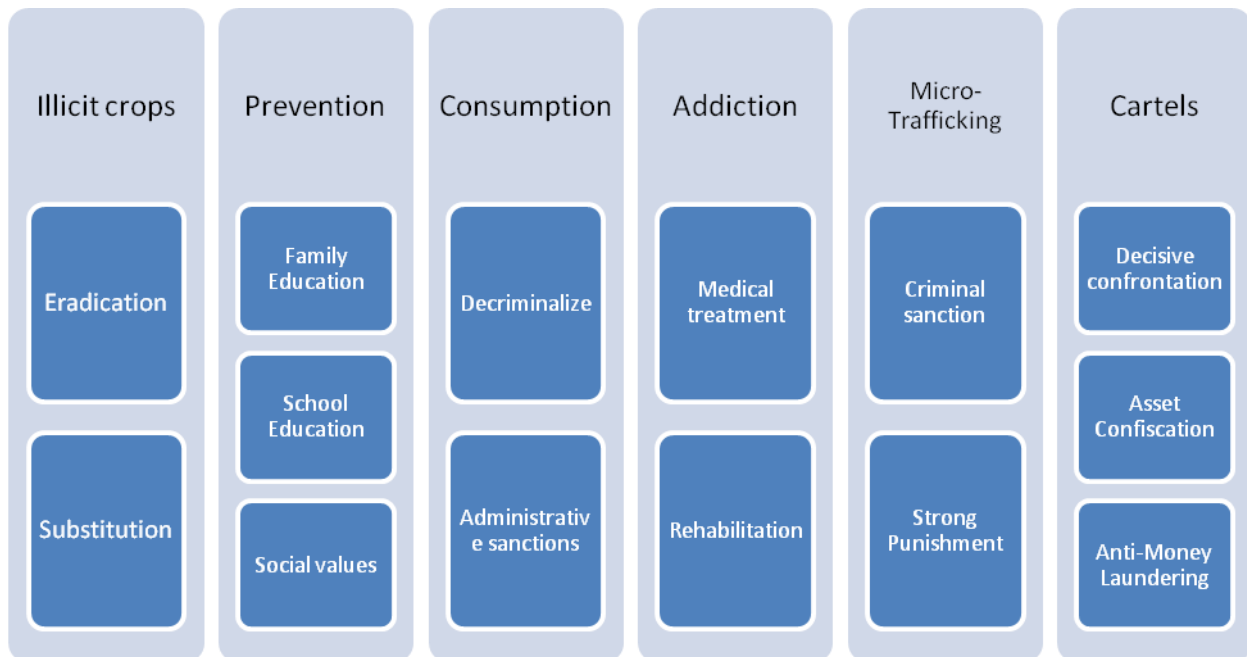 Illicit crops
Eradication
Substitution
Prevention
Family
Education
School
Education
Social values
Consumption
Decriminalize
Administrativ
e sanctions
Addiction
Medical
treatment
Rehabilitation
Micro-
Trafficking
Criminal
sanction
Strong
Punishment
Cartels
Decisive
confrontation
Asset
Confiscation
Anti-Money
Laundering